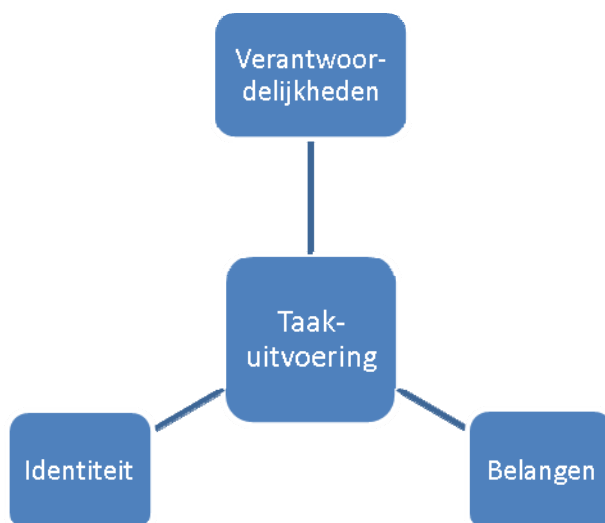 Verantwoor-
delijkheden
Taak-
uitvoering
Identiteit
Belangen